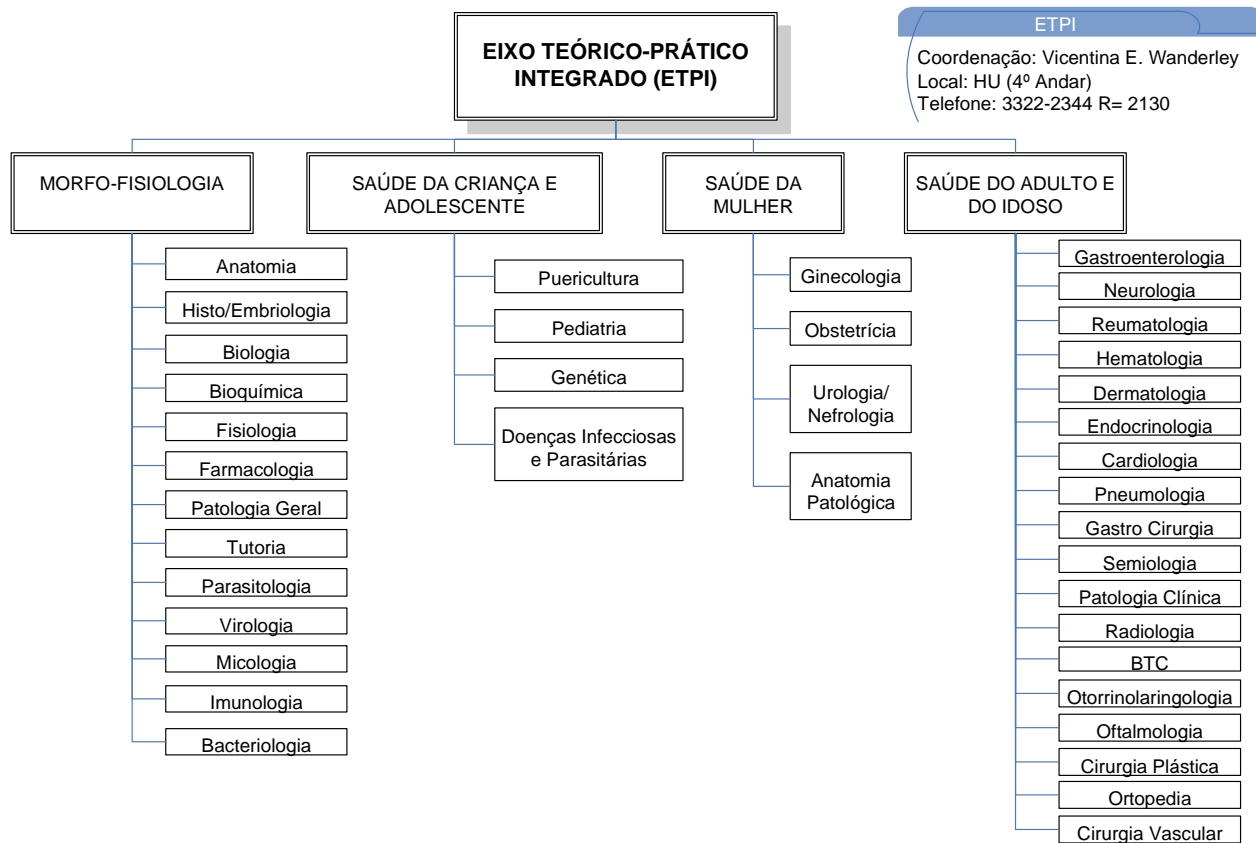 EIXO TEÓRICO-PRÁTICO
INTEGRADO (ETPI)
ETPI
Coordenação: Vicentina E. Wanderley
Local: HU (4º Andar)
Telefone: 3322-2344 R= 2130
MORFO-FISIOLOGIA
Anatomia
Histo/Embriologia
Biologia
Bioquímica
Fisiologia
Farmacologia
Patologia Geral
Tutoria
Parasitologia
Virologia
Micologia
Imunologia
Bacteriologia
SAÚDE DA CRIANÇA E
ADOLESCENTE
Puericultura
Pediatria
Genética
Doenças Infecciosas
e Parasitárias
SAÚDE DA
MULHER
Ginecologia
Obstetrícia
Urologia/
Nefrologia
Anatomia
Patológica
SAÚDE DO ADULTO E
DO IDOSO
Gastroenterologia
Neurologia
Reumatologia
Hematologia
Dermatologia
Endocrinologia
Cardiologia
Pneumologia
Gastro Cirurgia
Semiologia
Patologia Clínica
Radiologia
BTC
Otorrinolaringologia
Oftalmologia
Cirurgia Plástica
Ortopedia
Cirurgia Vascular